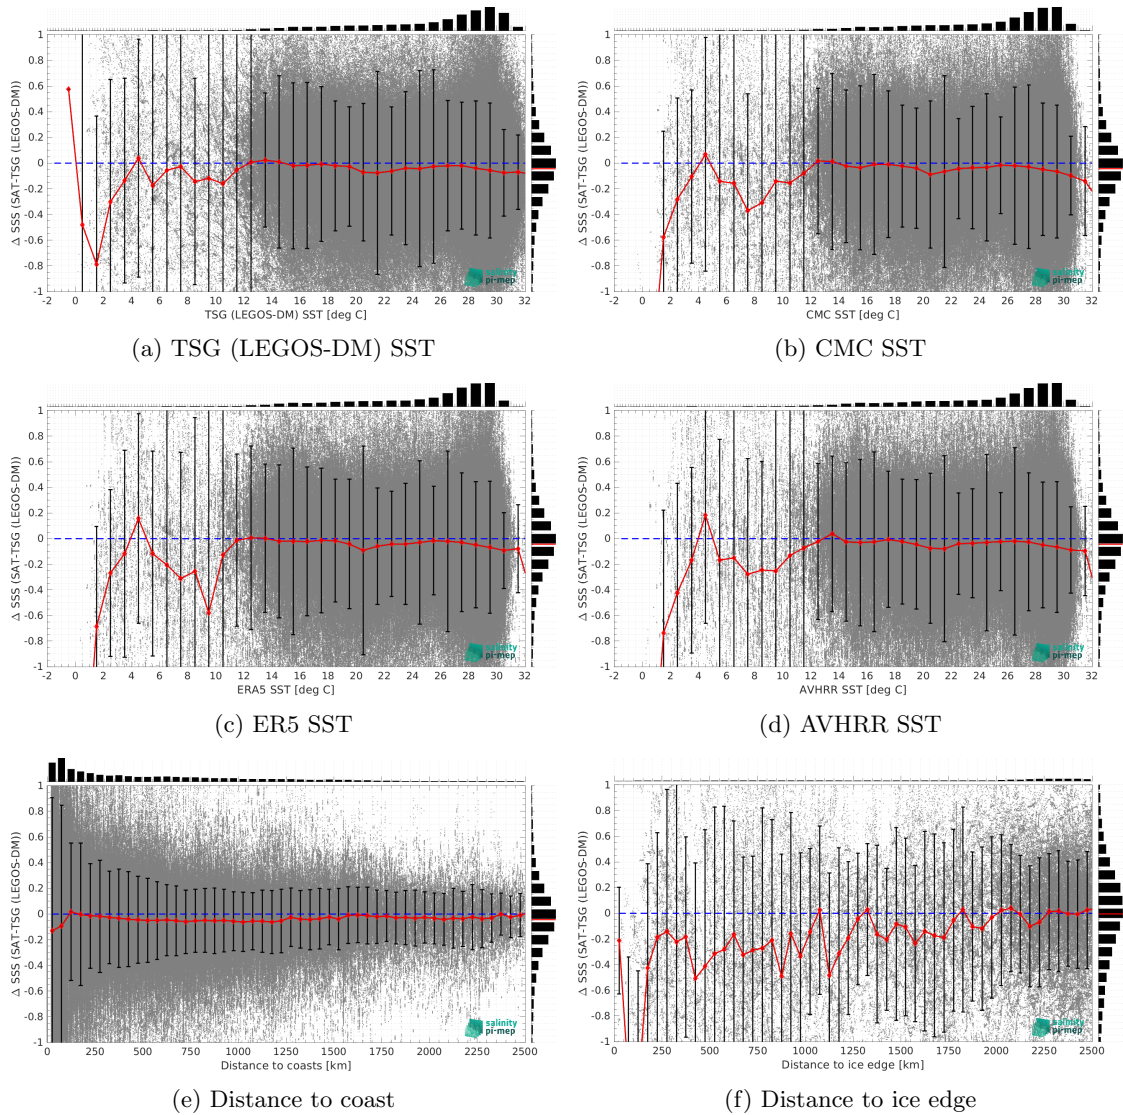 Δ SSS (SAT-TSG (LEGOS-DM))
1
0.8
0.6
0.4
0.2
0
-0.2
-0.4
-0.6
-0.8
-1
-2 0 2 4 6 8 10 12 14 16 18 20 22 24 26 28 30 32
TSG (LEGOS-DM) SST [deg C]
salinity
pi-mep
(a) TSG (LEGOS-DM) SST
Δ SSS (SAT-TSG (LEGOS-DM))
1
0.8
0.6
0.4
0.2
0
-0.2
-0.4
-0.6
-0.8
-1
-2 0 2 4 6 8 10 12 14 16 18 20 22 24 26 28 30 32
CMC SST [deg C]
salinity
pi-mep
(b) CMC SST
Δ SSS (SAT-TSG (LEGOS-DM))
1
0.8
0.6
0.4
0.2
0
-0.2
-0.4
-0.6
-0.8
-1
-2 0 2 4 6 8 10 12 14 16 18 20 22 24 26 28 30 32
ERA5 SST [deg C]
salinity
pi-mep
(c) ER5 SST
Δ SSS (SAT-TSG (LEGOS-DM))
1
0.8
0.6
0.4
0.2
0
-0.2
-0.4
-0.6
-0.8
-1
-2 0 2 4 6 8 10 12 14 16 18 20 22 24 26 28 30 32
AVHRR SST [deg C]
salinity
pi-mep
(d) AVHRR SST
Δ SSS (SAT-TSG (LEGOS-DM))
1
0.8
0.6
0.4
0.2
0
-0.2
-0.4
-0.6
-0.8
-1
0 250 500 750 1000 1250 1500 1750 2000 2250 2500
Distance to coasts [km]
salinity
pi-mep
(e) Distance to coast
Δ SSS (SAT-TSG (LEGOS-DM))
1
0.8
0.6
0.4
0.2
0
-0.2
-0.4
-0.6
-0.8
-1
0 250 500 750 1000 1250 1500 1750 2000 2250 2500
Distance to ice edge [km]
salinity
pi-mep
(f) Distance to ice edge